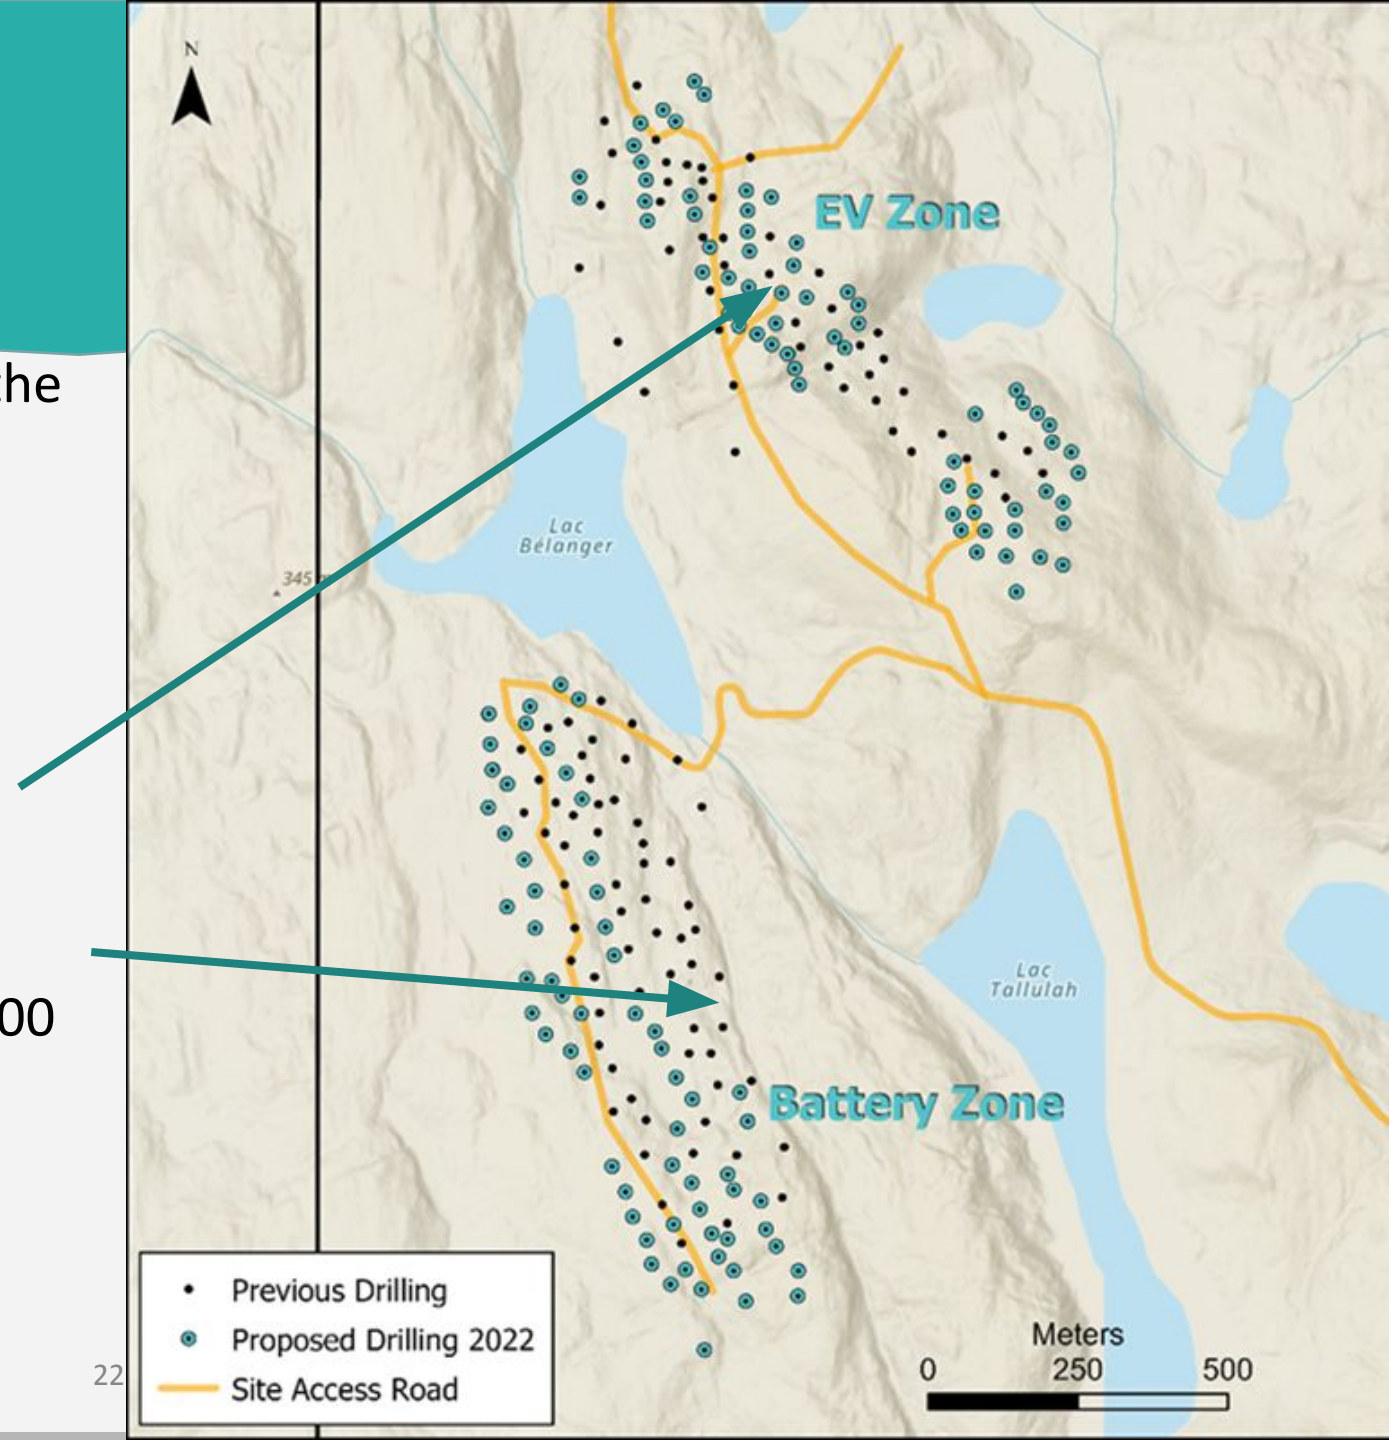 N
EV Zone
the
Lac
Bélanger
345
Lac
Tallulah
00
Battery Zone
Previous Drilling
Proposed Drilling 2022
Site Access Road
Meters
0 250 500
22